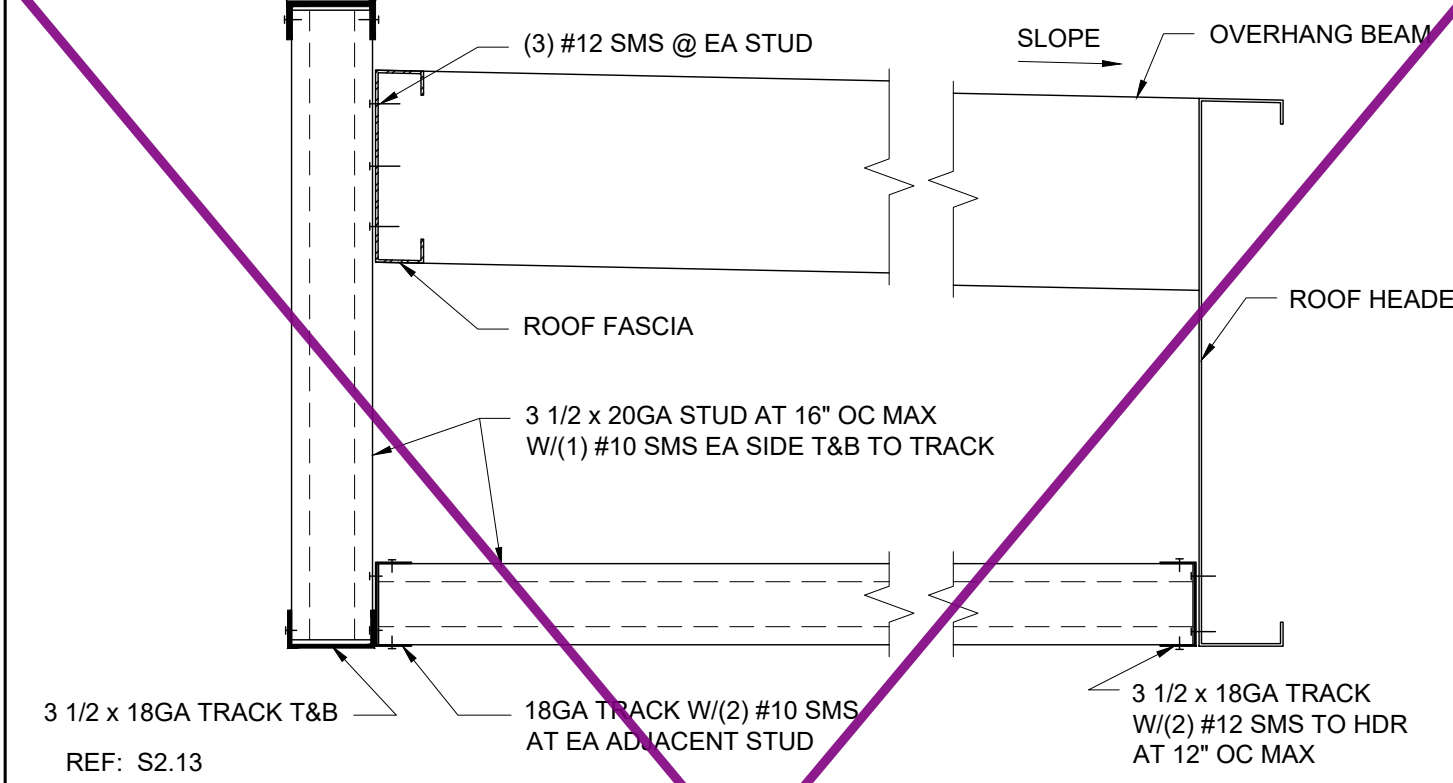 (3) #12 SMS @ EA STUD
SLOPE
OVERHANG BEAM
ROOF FASCIA
ROOF HEADE
3 1/2 x 20GA STUD AT 16" OC MAX
W/(1) #10 SMS EA SIDE T&B TO TRACK
3 1/2 x 18GA TRACK T&B
18GA TRACK W/(2) #10 SMS
AT EA ADJACENT STUD
3 1/2 x 18GA TRACK
W/(2) #12 SMS TO HDR
AT 12" OC MAX
REF: S2.13